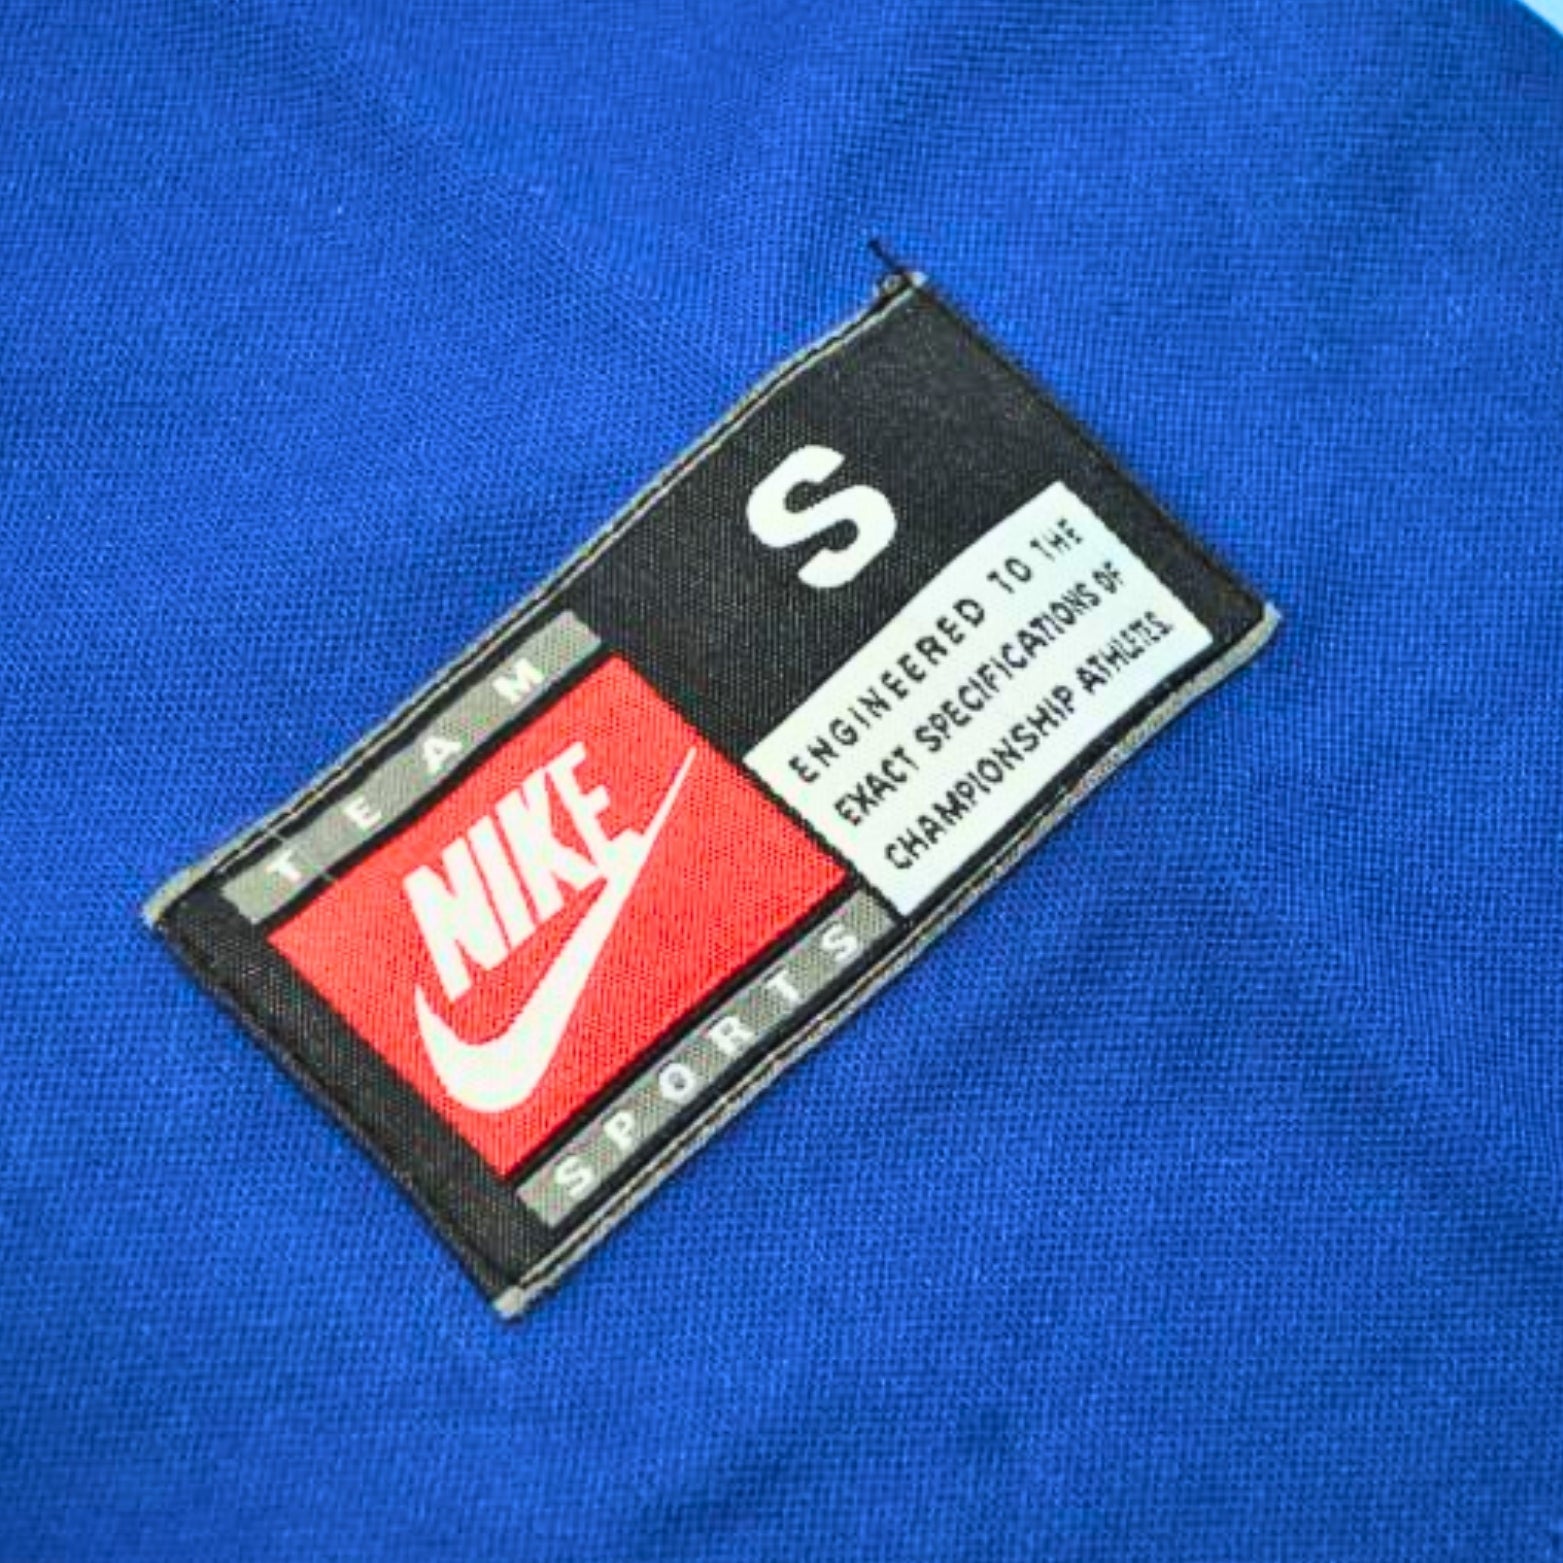 TEAM
NIKE
SPORTS
S
ENGINEERED TO THE
EXACT SPECIFICATIONS OF
CHAMPIONSHIP ATHLETES.